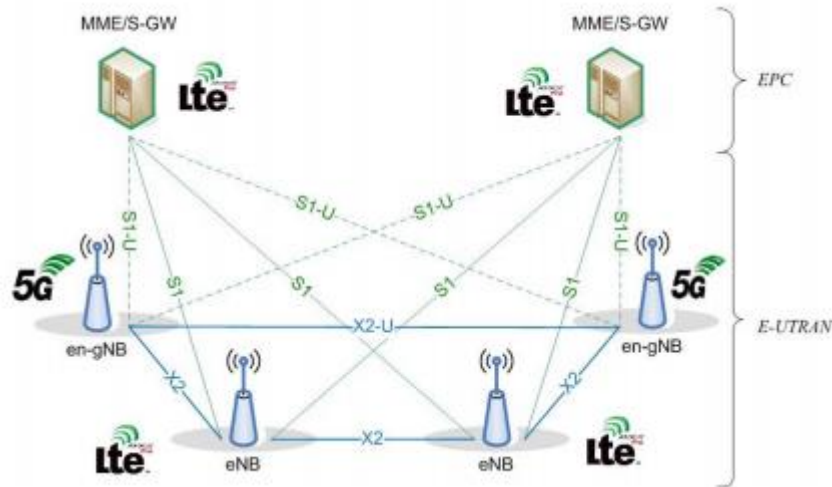 MME/S-GW
MME/S-GW
Lte
Lte
EPC
S1-U
S1-U
S1-U
S1-U
S1
S1
S1
S1
5G
5G
X2-U
E-UTRAN
en-gNB
en-gNB
X2
X2
X2
Lte
Lte
eNB
eNB